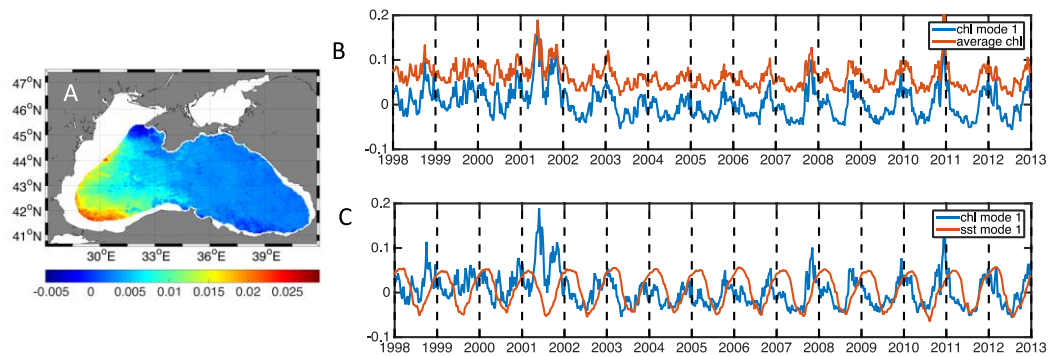 A
47°N
46°N
45°N
44°N
43°N
42°N
41°N
30°E 33°E 36°E 39°E
-0.005 0 0.005 0.01 0.015 0.02 0.025
B
0.2
0.1
0
-0.1
chl mode 1
average chl
1998 1999 2000 2001 2002 2003 2004 2005 2006 2007 2008 2009 2010 2011 2012 2013
C
0.2
0.1
0
-0.1
chl mode 1
sst mode 1
1998 1999 2000 2001 2002 2003 2004 2005 2006 2007 2008 2009 2010 2011 2012 2013